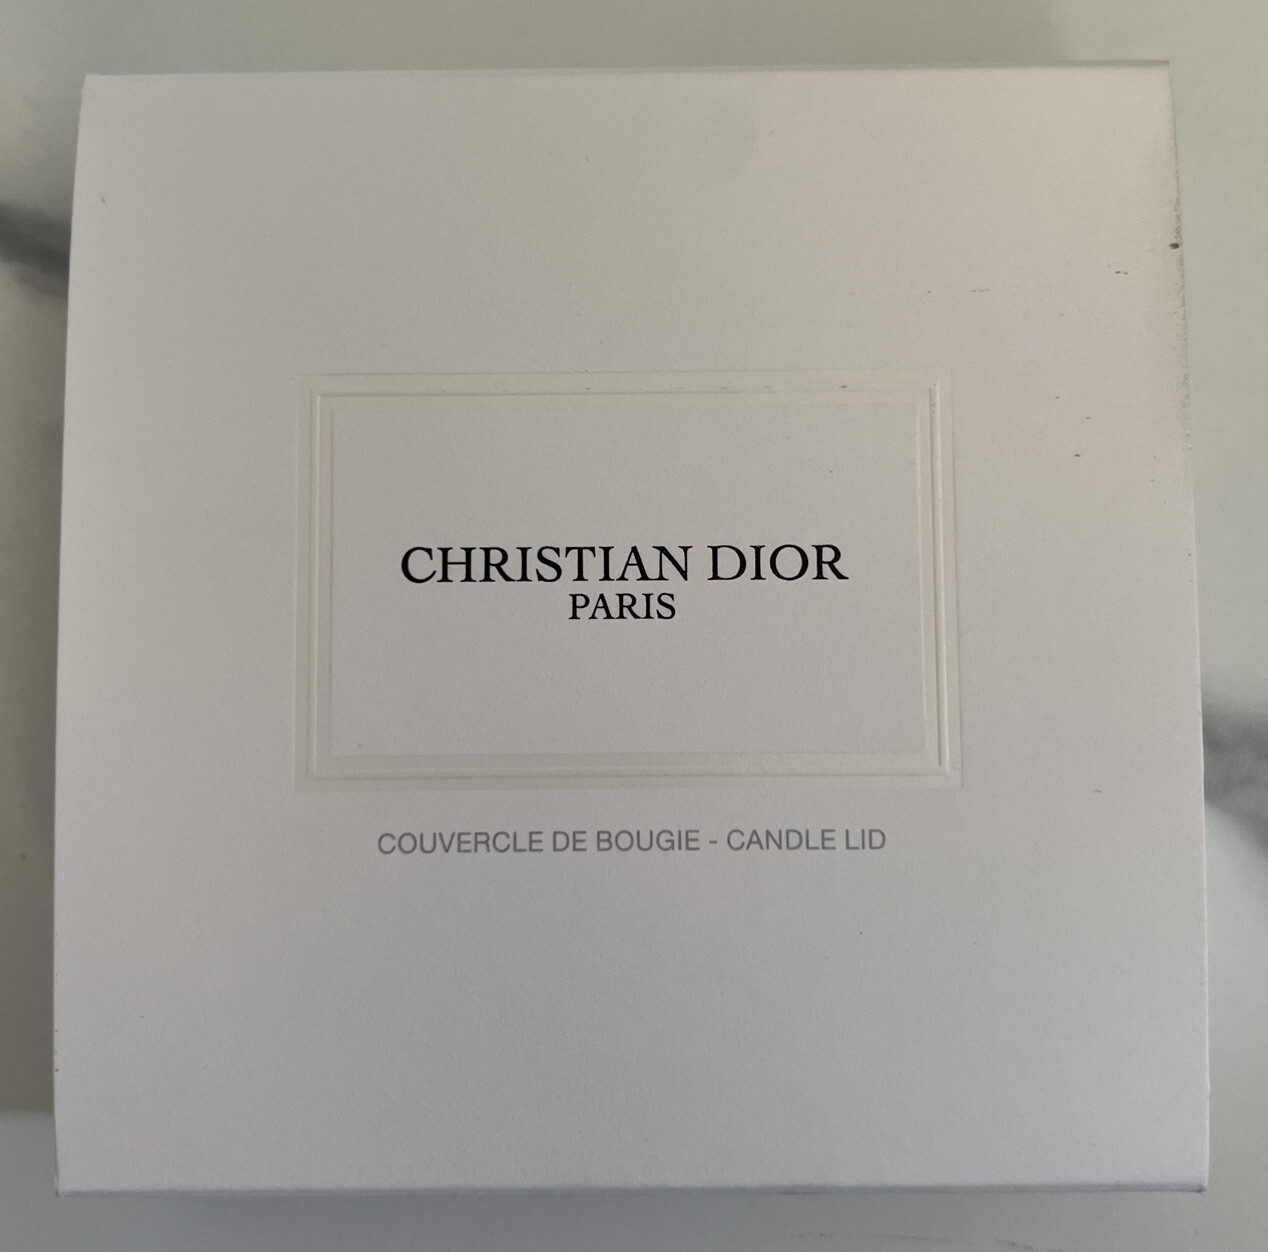 CHRISTIAN DIOR
PARIS
COUVERCLE DE BOUGIE - CANDLE LID